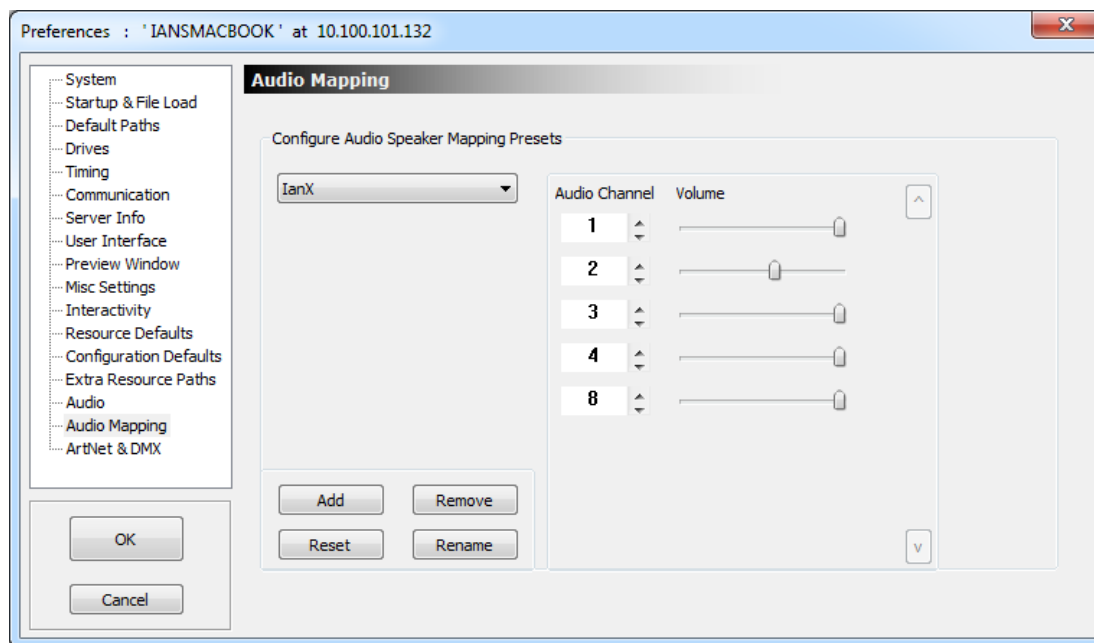 Preferences : ' IANSMACBOOK ' at 10.100.101.132
X
System
Startup & File Load
Default Paths
Drives
Timing
Communication
Server Info
User Interface
Preview Window
Misc Settings
Interactivity
Resource Defaults
Configuration Defaults
Extra Resource Paths
Audio
Audio Mapping
ArtNet & DMX
OK
Cancel
Audio Mapping
Configure Audio Speaker Mapping Presets
IanX
Add Remove
Reset Rename
Audio Channel Volume
1
2
3
4
8
^
v